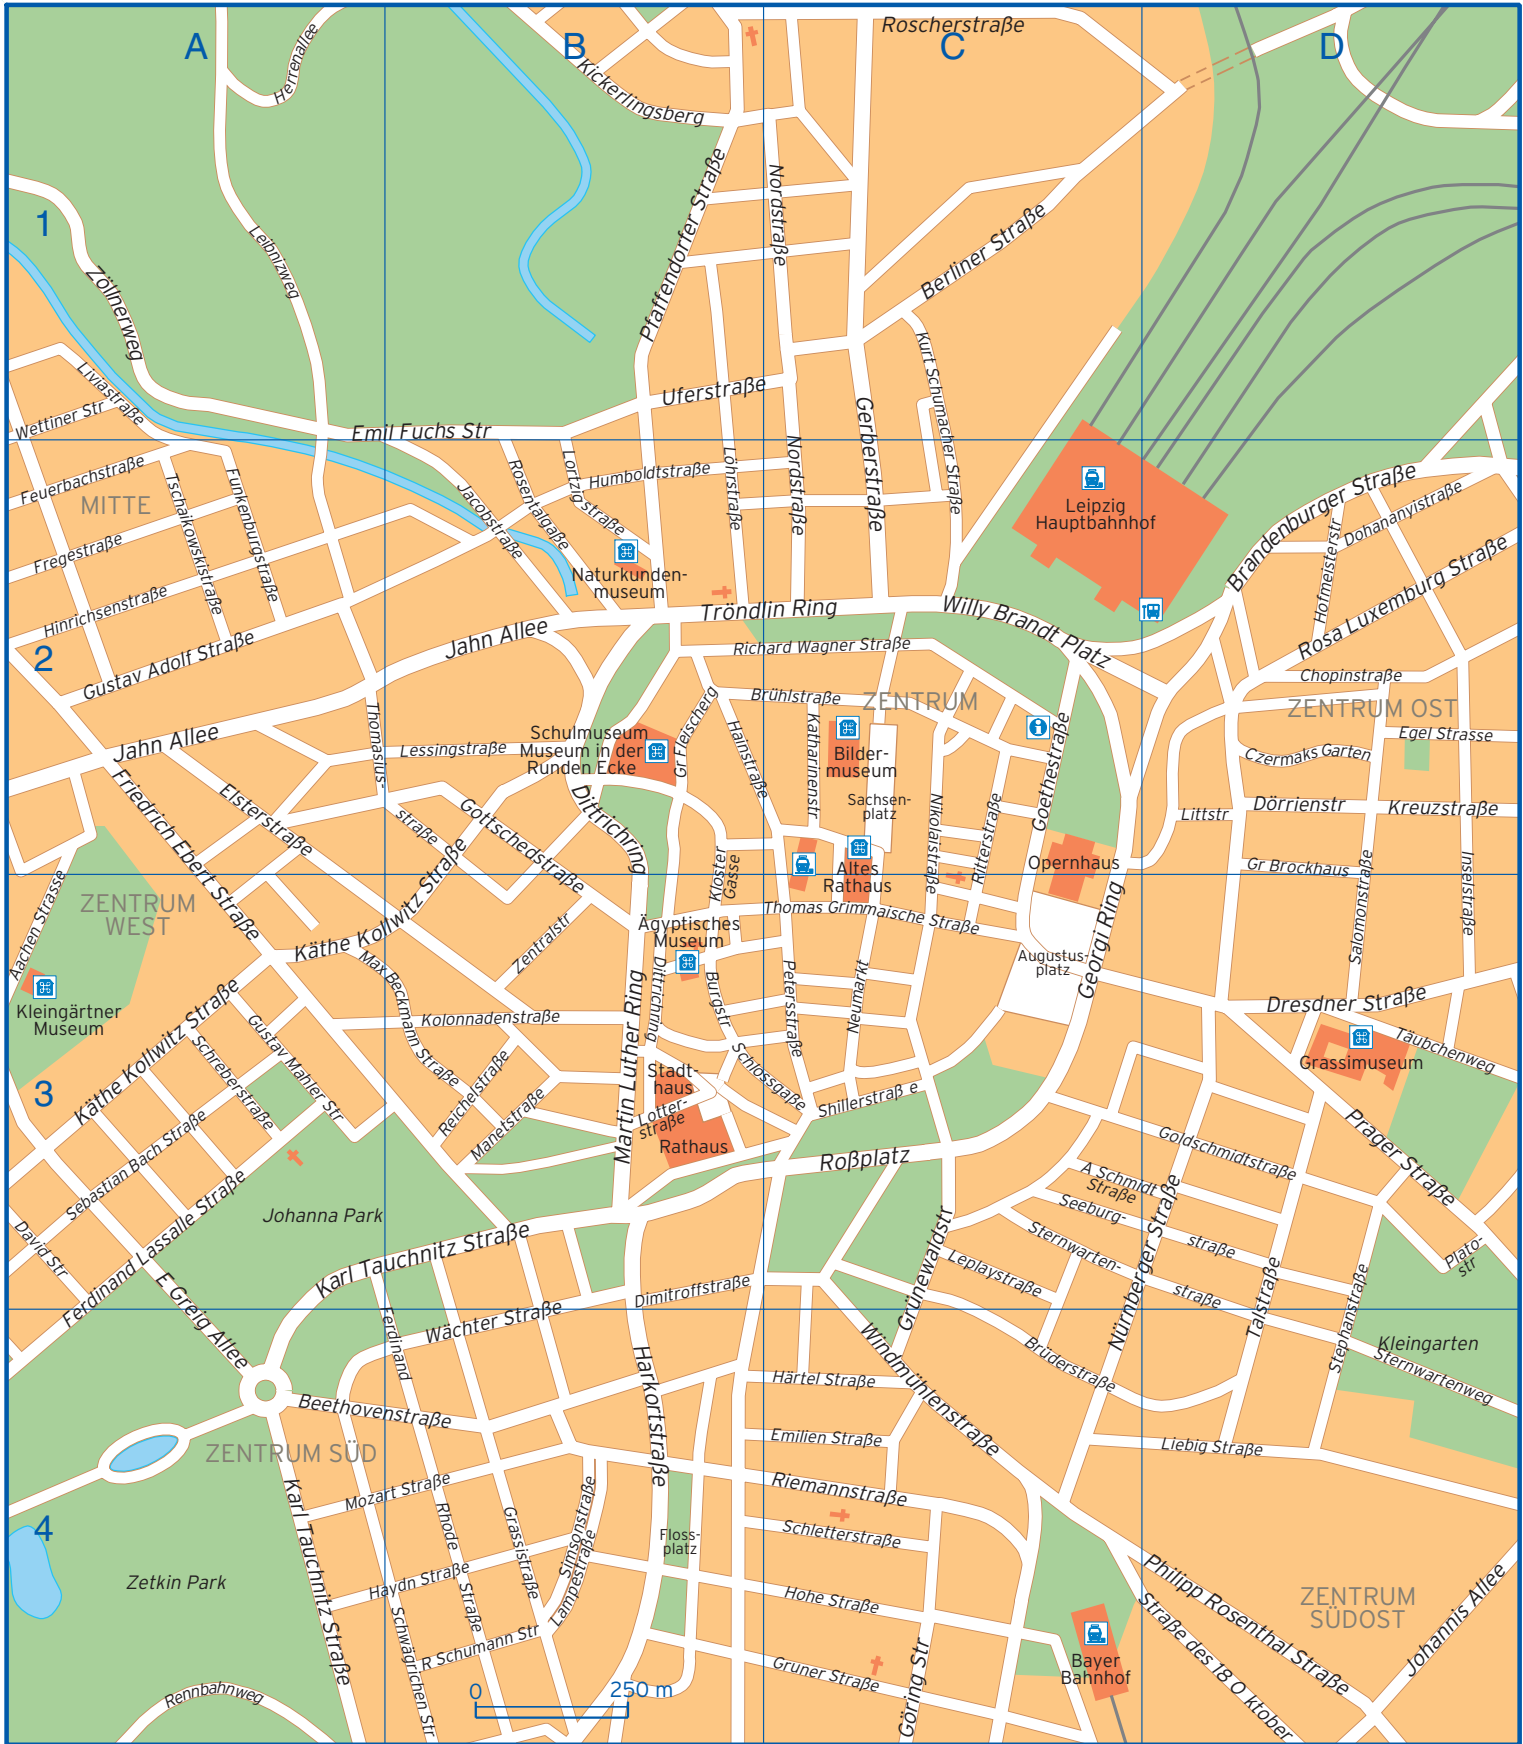 A
B
C
D
Roscherstraße
Herrenallee
Kickerlingsberg
Nordstraße
Pfaffendorfer Straße
1
Leibnizweg
Zöllnerweg
Berliner Straße
Liviastraße
Wettiner Str
Uferstraße
Kurt Schumacher Straße
Gerberstraße
Emil Fuchs Str
Feuerbachstraße
MITTE
Tschaikowskistraße
Funkenburgstraße
Fregestraße
Hinrichsenstraße
Gustav Adolf Straße
Jacobstraße
Rosentalgaße
Lortzigstraße
Humboldtstraße
Löhrstraße
Nordstraße
Naturkunden-
museum
Leipzig
Hauptbahnhof
Brandenburger Straße
Dohananyistraße
Hofmeisterstr
Rosa Luxemburg Straße
Tröndlin Ring
Willy Brandt Platz
Jahn Allee
Richard Wagner Straße
2
Chopinstraße
ZENTRUM OST
ZENTRUM
Brühlstraße
Gr Fleischerg
Hainstraße
Katharinenstr
Bilder-
museum
Sachsen-
platz
Goethestraße
Egel Strasse
Czermaks Garten
Dörrienstr
Kreuzstraße
Littstr
Jahn Allee
Thomasius-
straße
Lessingstraße
Schulmuseum
Museum in der
Runden Ecke
Dittrichring
Elsterstraße
Gottschedstraße
Friedrich Ebert Straße
Nikolaistraße
Ritterstraße
Opernhaus
Altes
Rathaus
Kloster
Gasse
Gr Brockhaus
Salomonstraße
Inselstraße
ZENTRUM
WEST
Aachen Strasse
Käthe Kollwitz Straße
Zentralstr
Ägyptisches
Museum
Thomas Grimmaische Straße
Augustus-
platz
Georgi Ring
Max Beckmann Straße
Kleingärtner
Museum
Käthe Kollwitz Straße
Gustav Mahler Str
Kolonnadenstraße
Martin Luther Ring
Dittrichring
Burgstr
Petersstraße
Neumarkt
Dresdner Straße
Täubchenweg
Grassimuseum
3
Schreberstraße
Reichelstraße
Manetstraße
Stadt-
haus
Schlossgaße
Lotter-
straße
Rathaus
Shillerstraß e
Sebastian Bach Straße
Roßplatz
Goldschmidtstraße
Prager Straße
A Schmidt
Straße
Seeburg-
straße
Sternwarten-
straße
Nürnberger Straße
Plato-
str
Johanna Park
David Str
Ferdinand Lassalle Straße
E Greig Allee
Karl Tauchnitz Straße
Grünewaldstr
Leplaystraße
Talstraße
Stephanstraße
Dimitroffstraße
Wächter Straße
Ferdinand
Rhode
Straße
Windmühlenstraße
Brüderstraße
Kleingarten
Sternwartenweg
Härtel Straße
Harkortstraße
Beethovenstraße
ZENTRUM SÜD
Emilien Straße
Liebig Straße
Riemannstraße
Mozart Straße
Karl Tauchnitz Straße
Grassistraße
Simsonstraße
Lampestraße
Floss-
platz
Schletterstraße
4
Zetkin Park
Haydn Straße
Schwägrichen Str
R Schumann Str
Hohe Straße
Philipp Rosenthal Straße
Straße des 18 O ktober
ZENTRUM
SÜDOST
Johannis Allee
Bayer
Bahnhof
Göring Str
Gruner Straße
Rennbahnweg
0
250 m